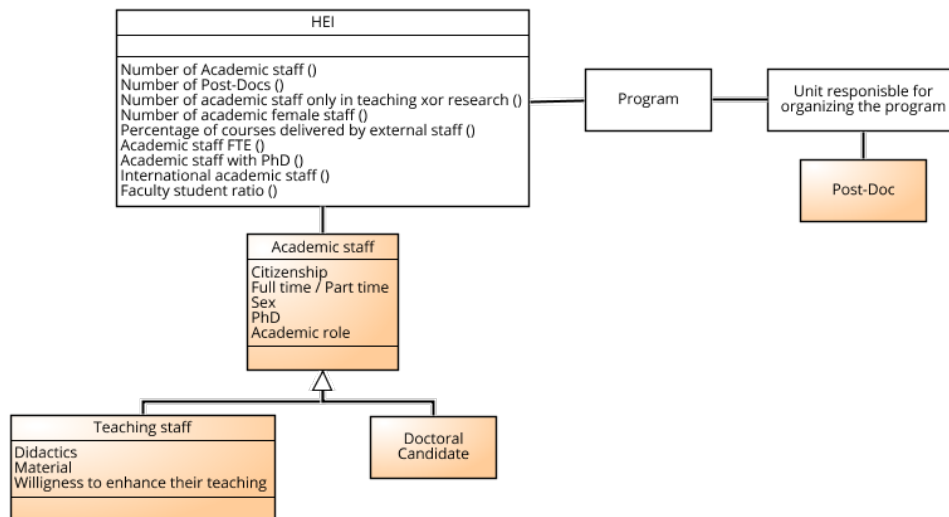 HEI
Number of Academic staff ()
Number of Post-Docs ()
Number of academic staff only in teaching xor research ()
Number of academic female staff ()
Percentage of courses delivered by external staff ()
Academic staff FTE ()
Academic staff with PhD ()
International academic staff ()
Faculty student ratio ()
Program
Unit responisble for
organizing the program
Post-Doc
Academic staff
Citizenship
Full time / Part time
Sex
PhD
Academic role
Teaching staff
Didactics
Material
Willigness to enhance their teaching
Doctoral
Candidate